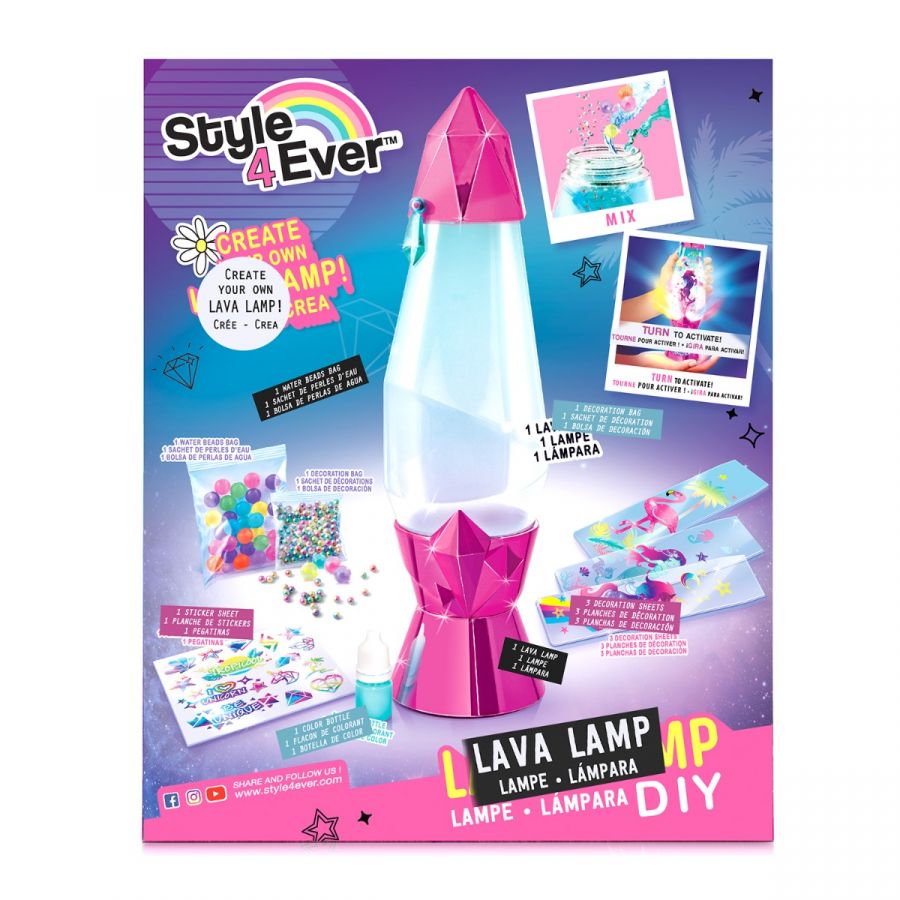 Style
4Ever™
CREATE
YOUR OWN
LAMP!
CREA
CREATE
YOUR OWN
LAVA LAMP!
CRÉE - CREA
MIX
TURN TO ACTIVATE!
TOURNE POUR ACTIVER ! • ¡GIRA PARA ACTIVAR!
TURN TO ACTIVATE!
TOURNE POUR ACTIVER ! • ¡GIRA PARA ACTIVAR!
1 WATER BEADS BAG
1 SACHET DE PERLES D'EAU
1 BOLSA DE PERLAS DE AGUA
1 DECORATION BAG
1 SACHET DE DÉCORATION
1 BOLSA DE DECORACIÓN
1 LAV
1 LAMPE
1 LÁMPARA
1 WATER BEADS BAG
1 SACHET DE PERLES D'EAU
1 BOLSA DE PERLAS DE AGUA
1 DECORATION BAG
1 SACHET DE DÉCORATIONS
1 BOLSA DE DECORACIÓN
1 STICKER SHEET
1 PLANCHE DE STICKERS
1 PEGATINAS
1 PEGATINAS
3 DECORATION SHEETS
3 PLANCHES DE DÉCORATION
3 PLANCHAS DE DECORACIÓN
3 DECORATION SHEETS
3 PLANCHES DE DÉCORATION
3 PLANCHAS DE DECORACIÓN
1 LAVA LAMP
1 LAMPE
1 LÁMPARA
TROPICOOL
I
UNICORN
BE
UNIQUE
1 COLOR BOTTLE
1 FLACON DE COLORANT
1 BOTELLA DE COLOR
LAVA LAMP
LAMPE • LÁMPARA
LAMPE • LÁMPARA
DIY
SHARE AND FOLLOW US !
www.style4ever.com